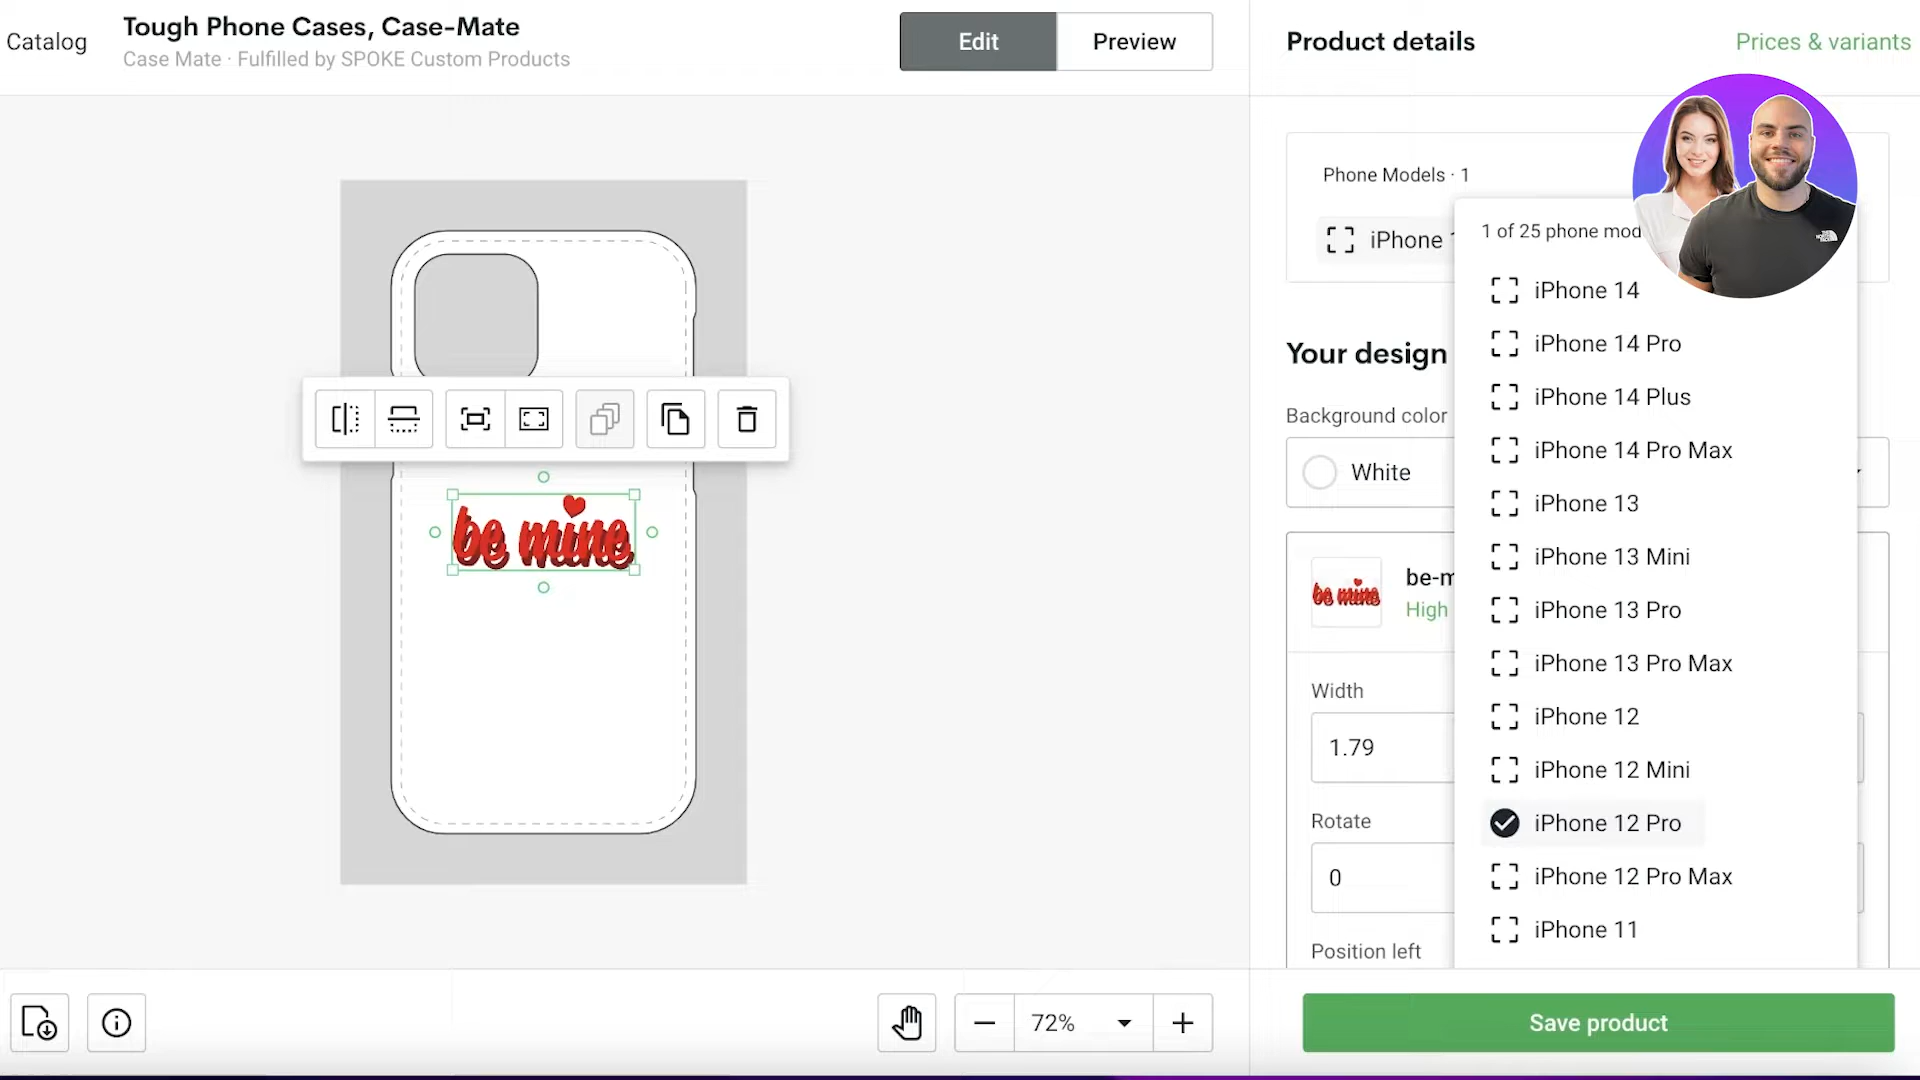 Catalog
Tough Phone Cases, Case-Mate
Case Mate · Fulfilled by SPOKE Custom Products
Edit
Preview
Product details
Prices & variants
Phone Models · 1
iPhone
1 of 25 phone mod
iPhone 14
iPhone 14 Pro
iPhone 14 Plus
iPhone 14 Pro Max
iPhone 13
iPhone 13 Mini
iPhone 13 Pro
iPhone 13 Pro Max
iPhone 12
iPhone 12 Mini
iPhone 12 Pro
iPhone 12 Pro Max
iPhone 11
Your design
Background color
White
be mine
be mine
be-m
High
Width
1.79
Rotate
0
Position left
72%
Save product